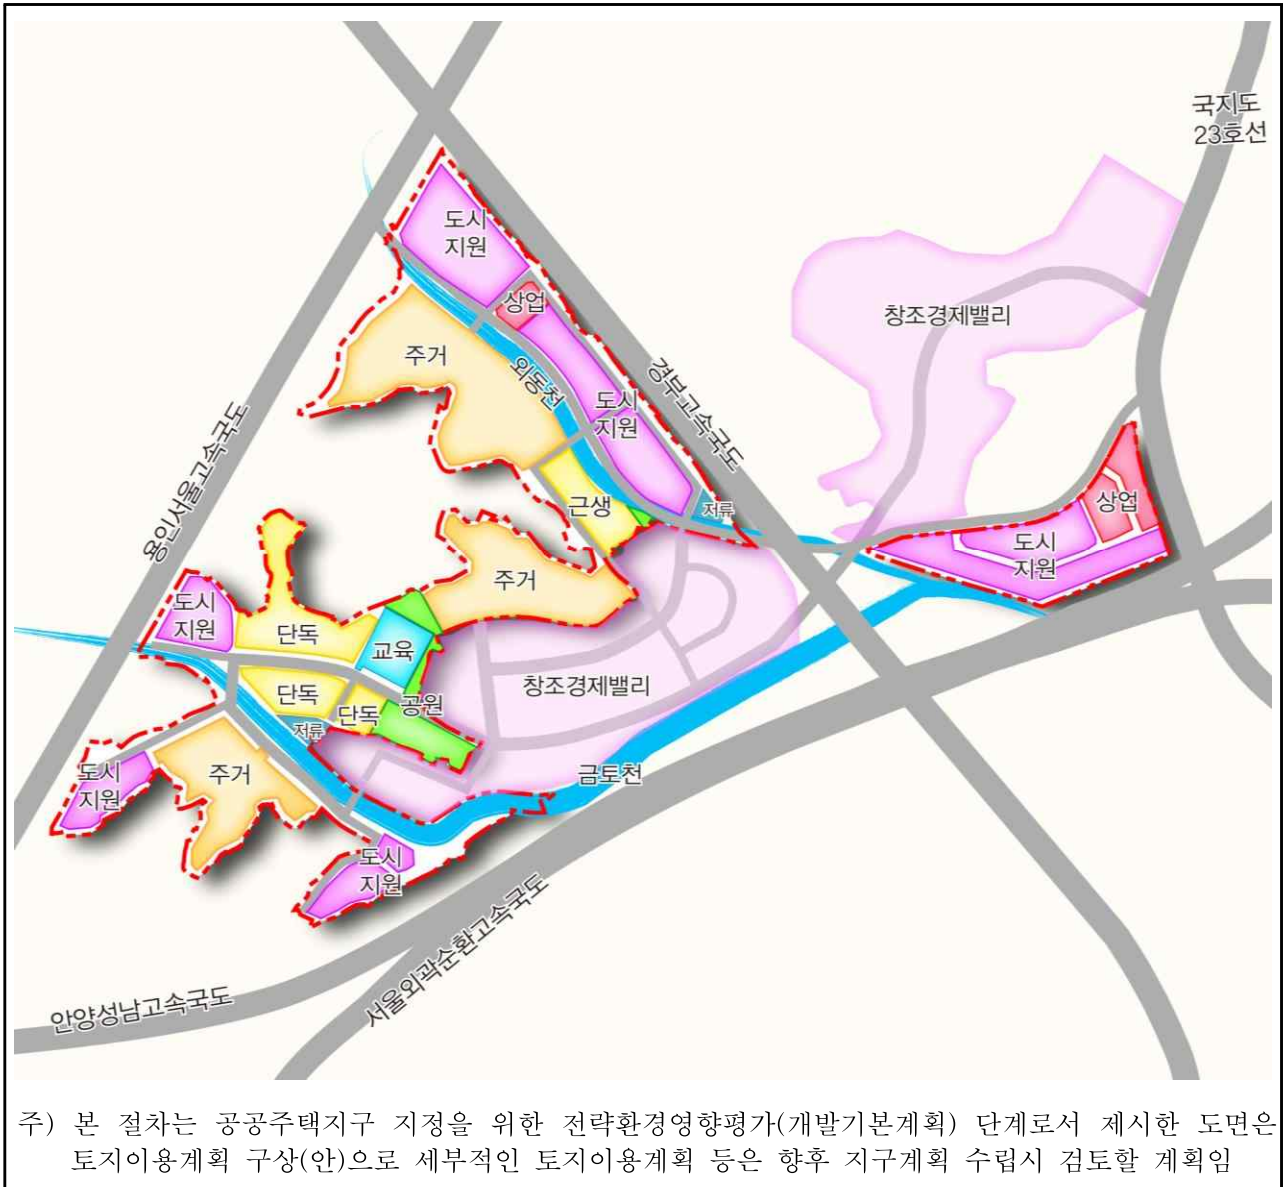 국지도
23호선
도시
지원
상업
창조경제밸리
주거
외동천
경부고속국도
도시
지원
용인서울고속국도
근생
저류
상업
도시
지원
주거
도시
지원
단독
교육
단독
단독
공원
창조경제밸리
저류
도시
지원
주거
금토천
도시
지원
서울외곽순환고속국도
안양성남고속국도
주) 본 절차는 공공주택지구 지정을 위한 전략환경영향평가(개발기본계획) 단계로서 제시한 도면은
토지이용계획 구상(안)으로 세부적인 토지이용계획 등은 향후 지구계획 수립시 검토할 계획임